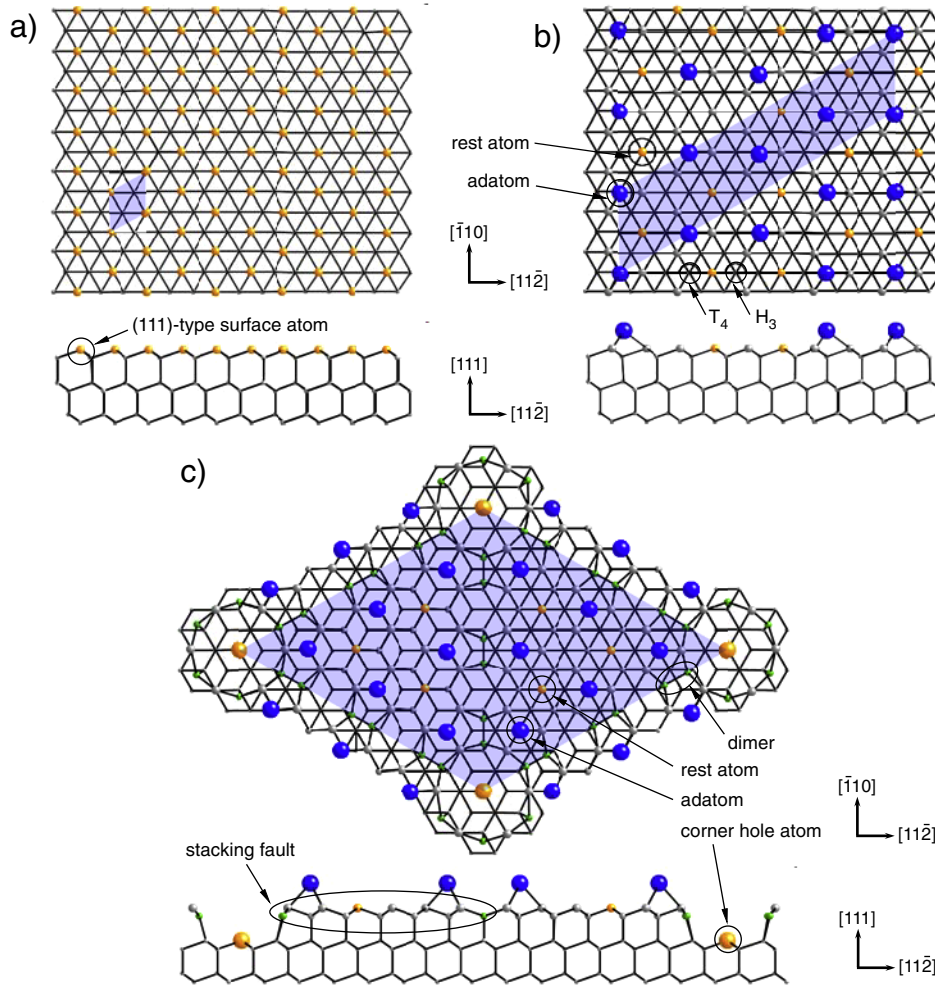 a)
b)
rest atom
adatom
[1̄10]
[112̄]
T₄
H₃
(111)-type surface atom
[111]
[112̄]
c)
dimer
rest atom
adatom
corner hole atom
[1̄10]
[112̄]
stacking fault
[111]
[112̄]